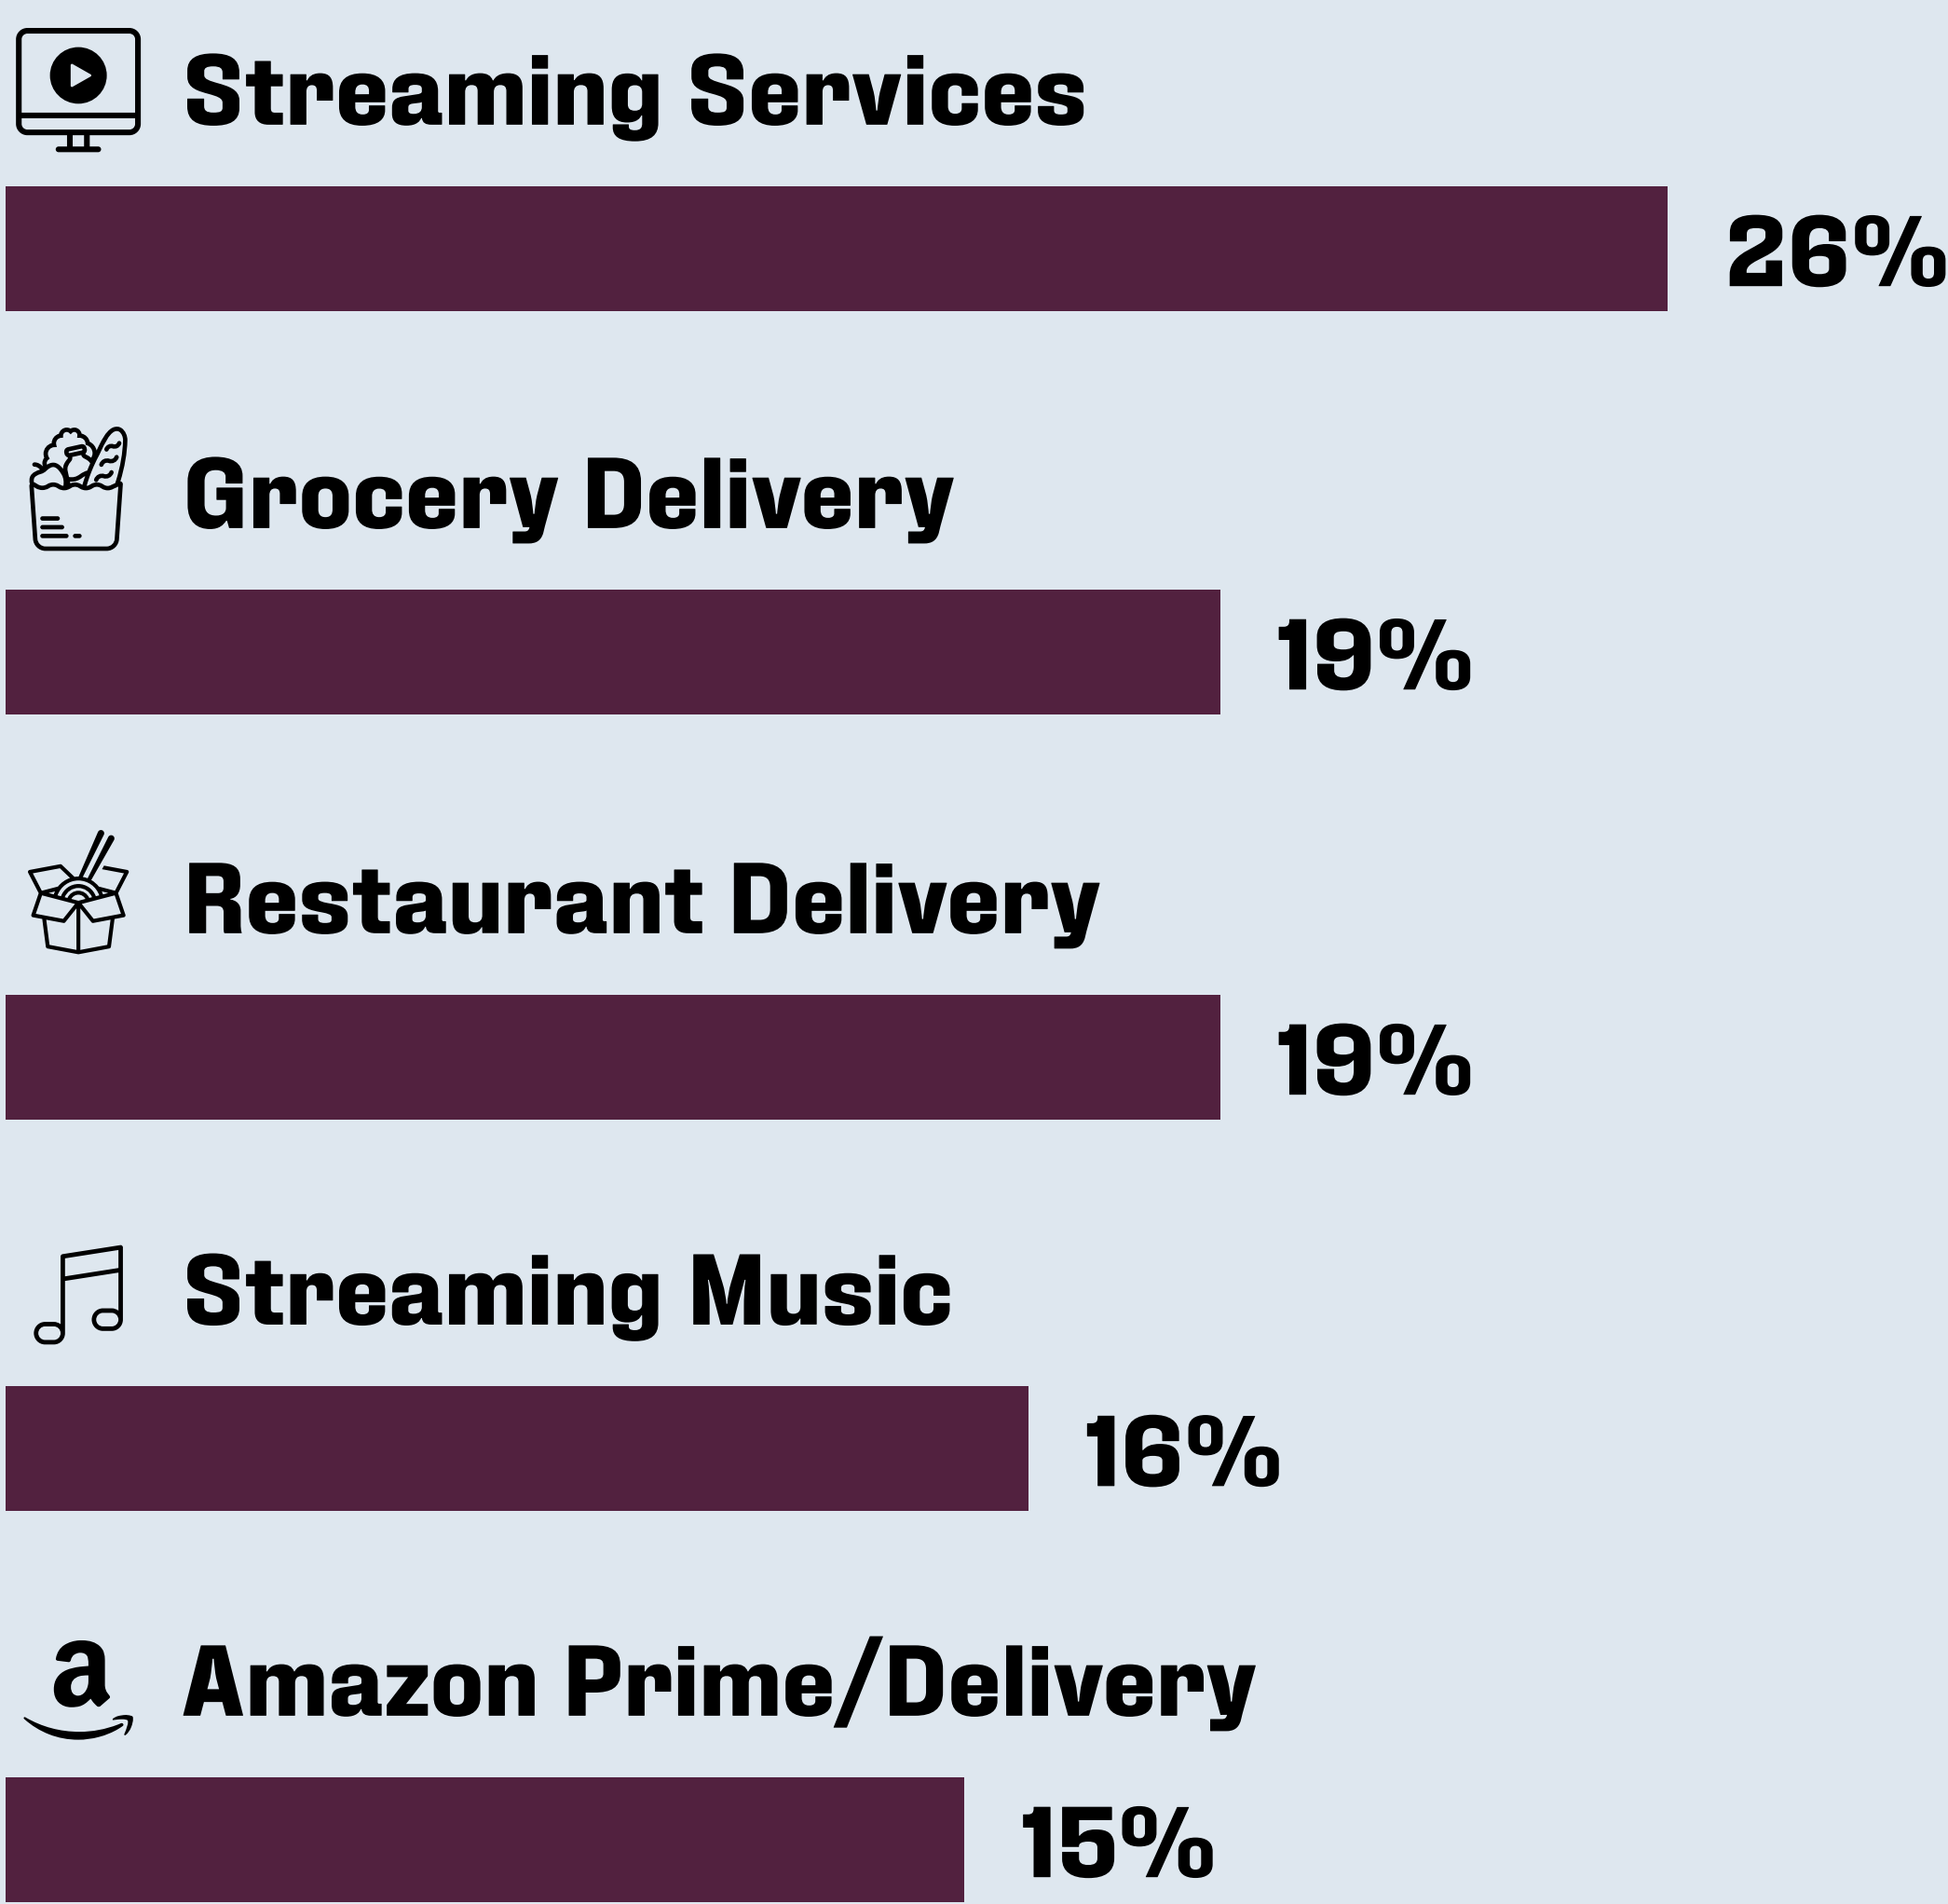 Streaming Services
26%
Grocery Delivery
19%
Restaurant Delivery
19%
Streaming Music
16%
a
Amazon Prime/Delivery
15%